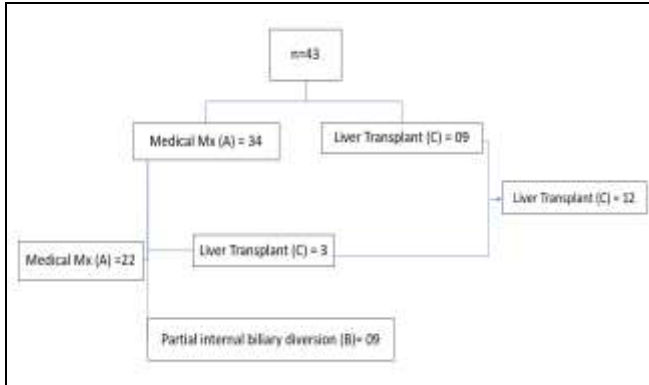 n=43
Medical Mx (A) = 34
Liver Transplant (C) = 09
Liver Transplant (C) = 12
Medical Mx (A) =22
Liver Transplant (C) = 3
Partial internal biliary diversion (B)= 09